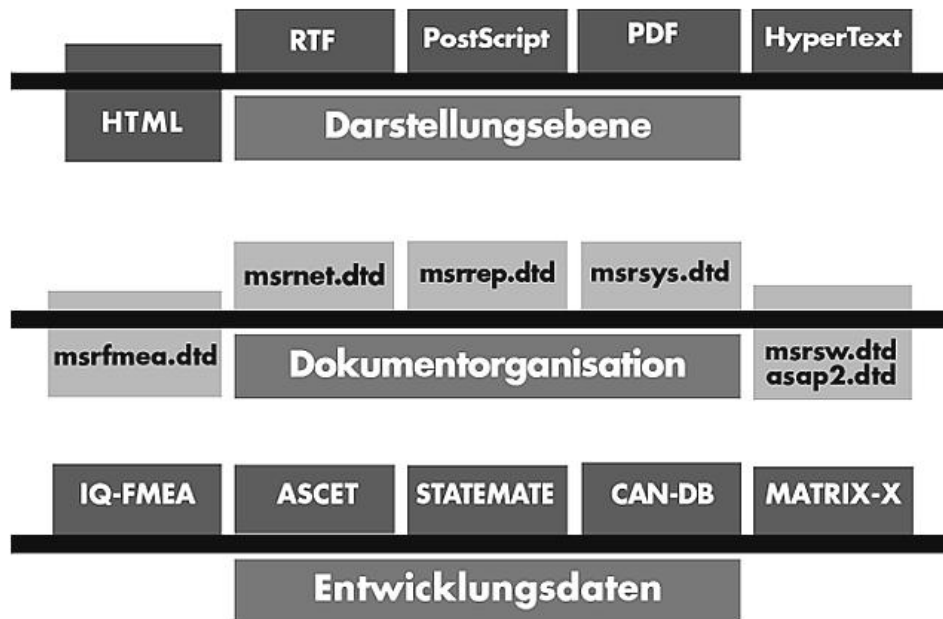 RTF
PostScript
PDF
HyperText
HTML
Darstellungsebene
msrnet.dtd
msrrep.dtd
msrsys.dtd
msrfmea.dtd
Dokumentorganisation
msrsw.dtd
asap2.dtd
IQ-FMEA
ASCET
STATEMATE
CAN-DB
MATRIX-X
Entwicklungsdaten